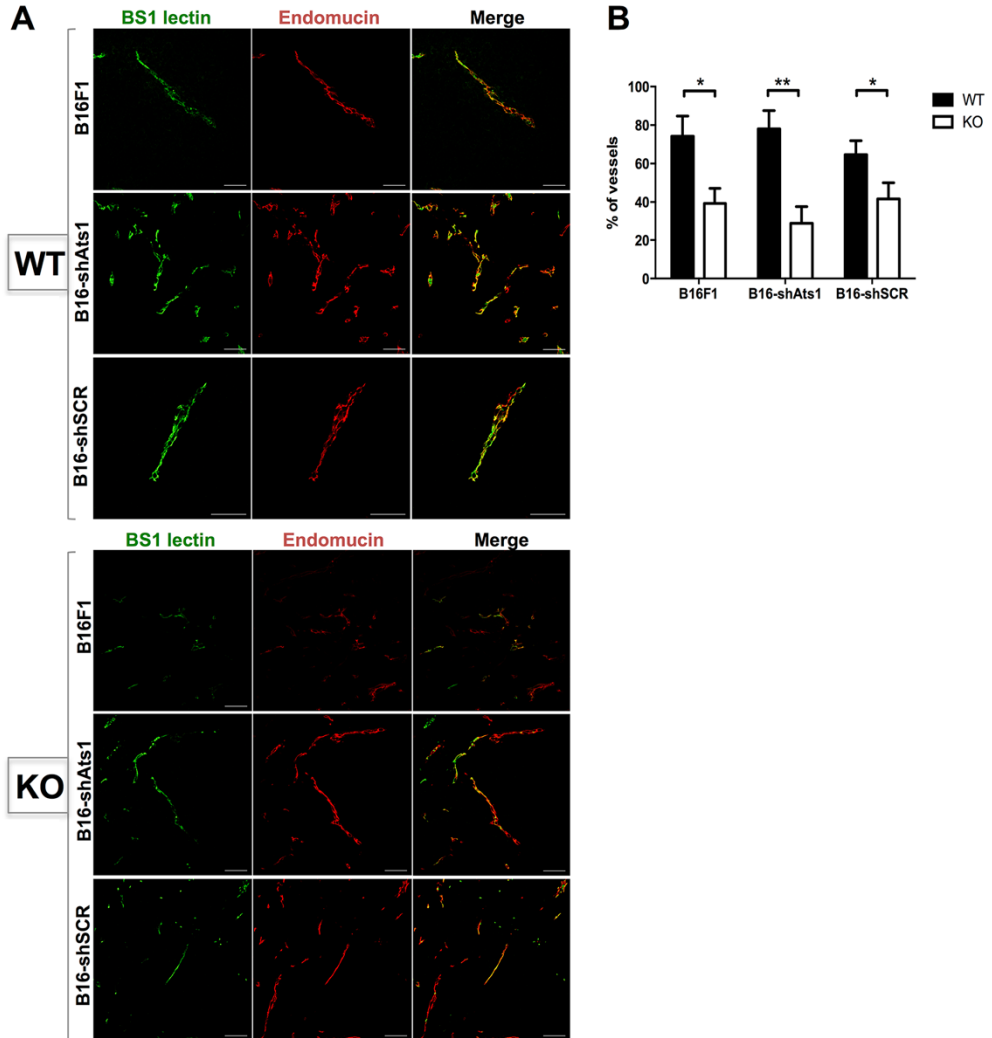 A
BS1 lectin Endomucin Merge
B16F1
WT
B16-shAts1
B16-shSCR
BS1 lectin Endomucin Merge
B16F1
KO
B16-shAts1
B16-shSCR
B
* ** *
WT
KO
% of vessels
100
80
60
40
20
0
B16F1 B16-shAts1 B16-shSCR